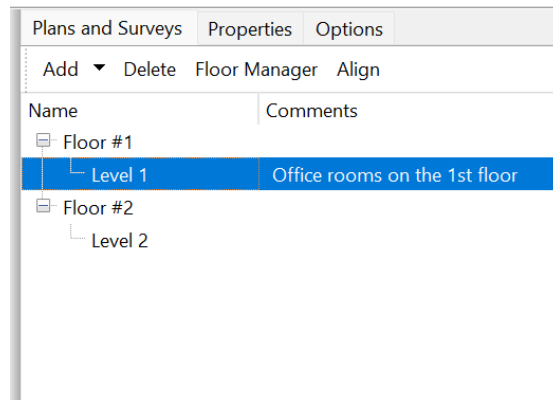 Plans and Surveys Properties Options
Add Delete Floor Manager Align
Name Comments
Floor #1
Level 1 Office rooms on the 1st floor
Floor #2
Level 2